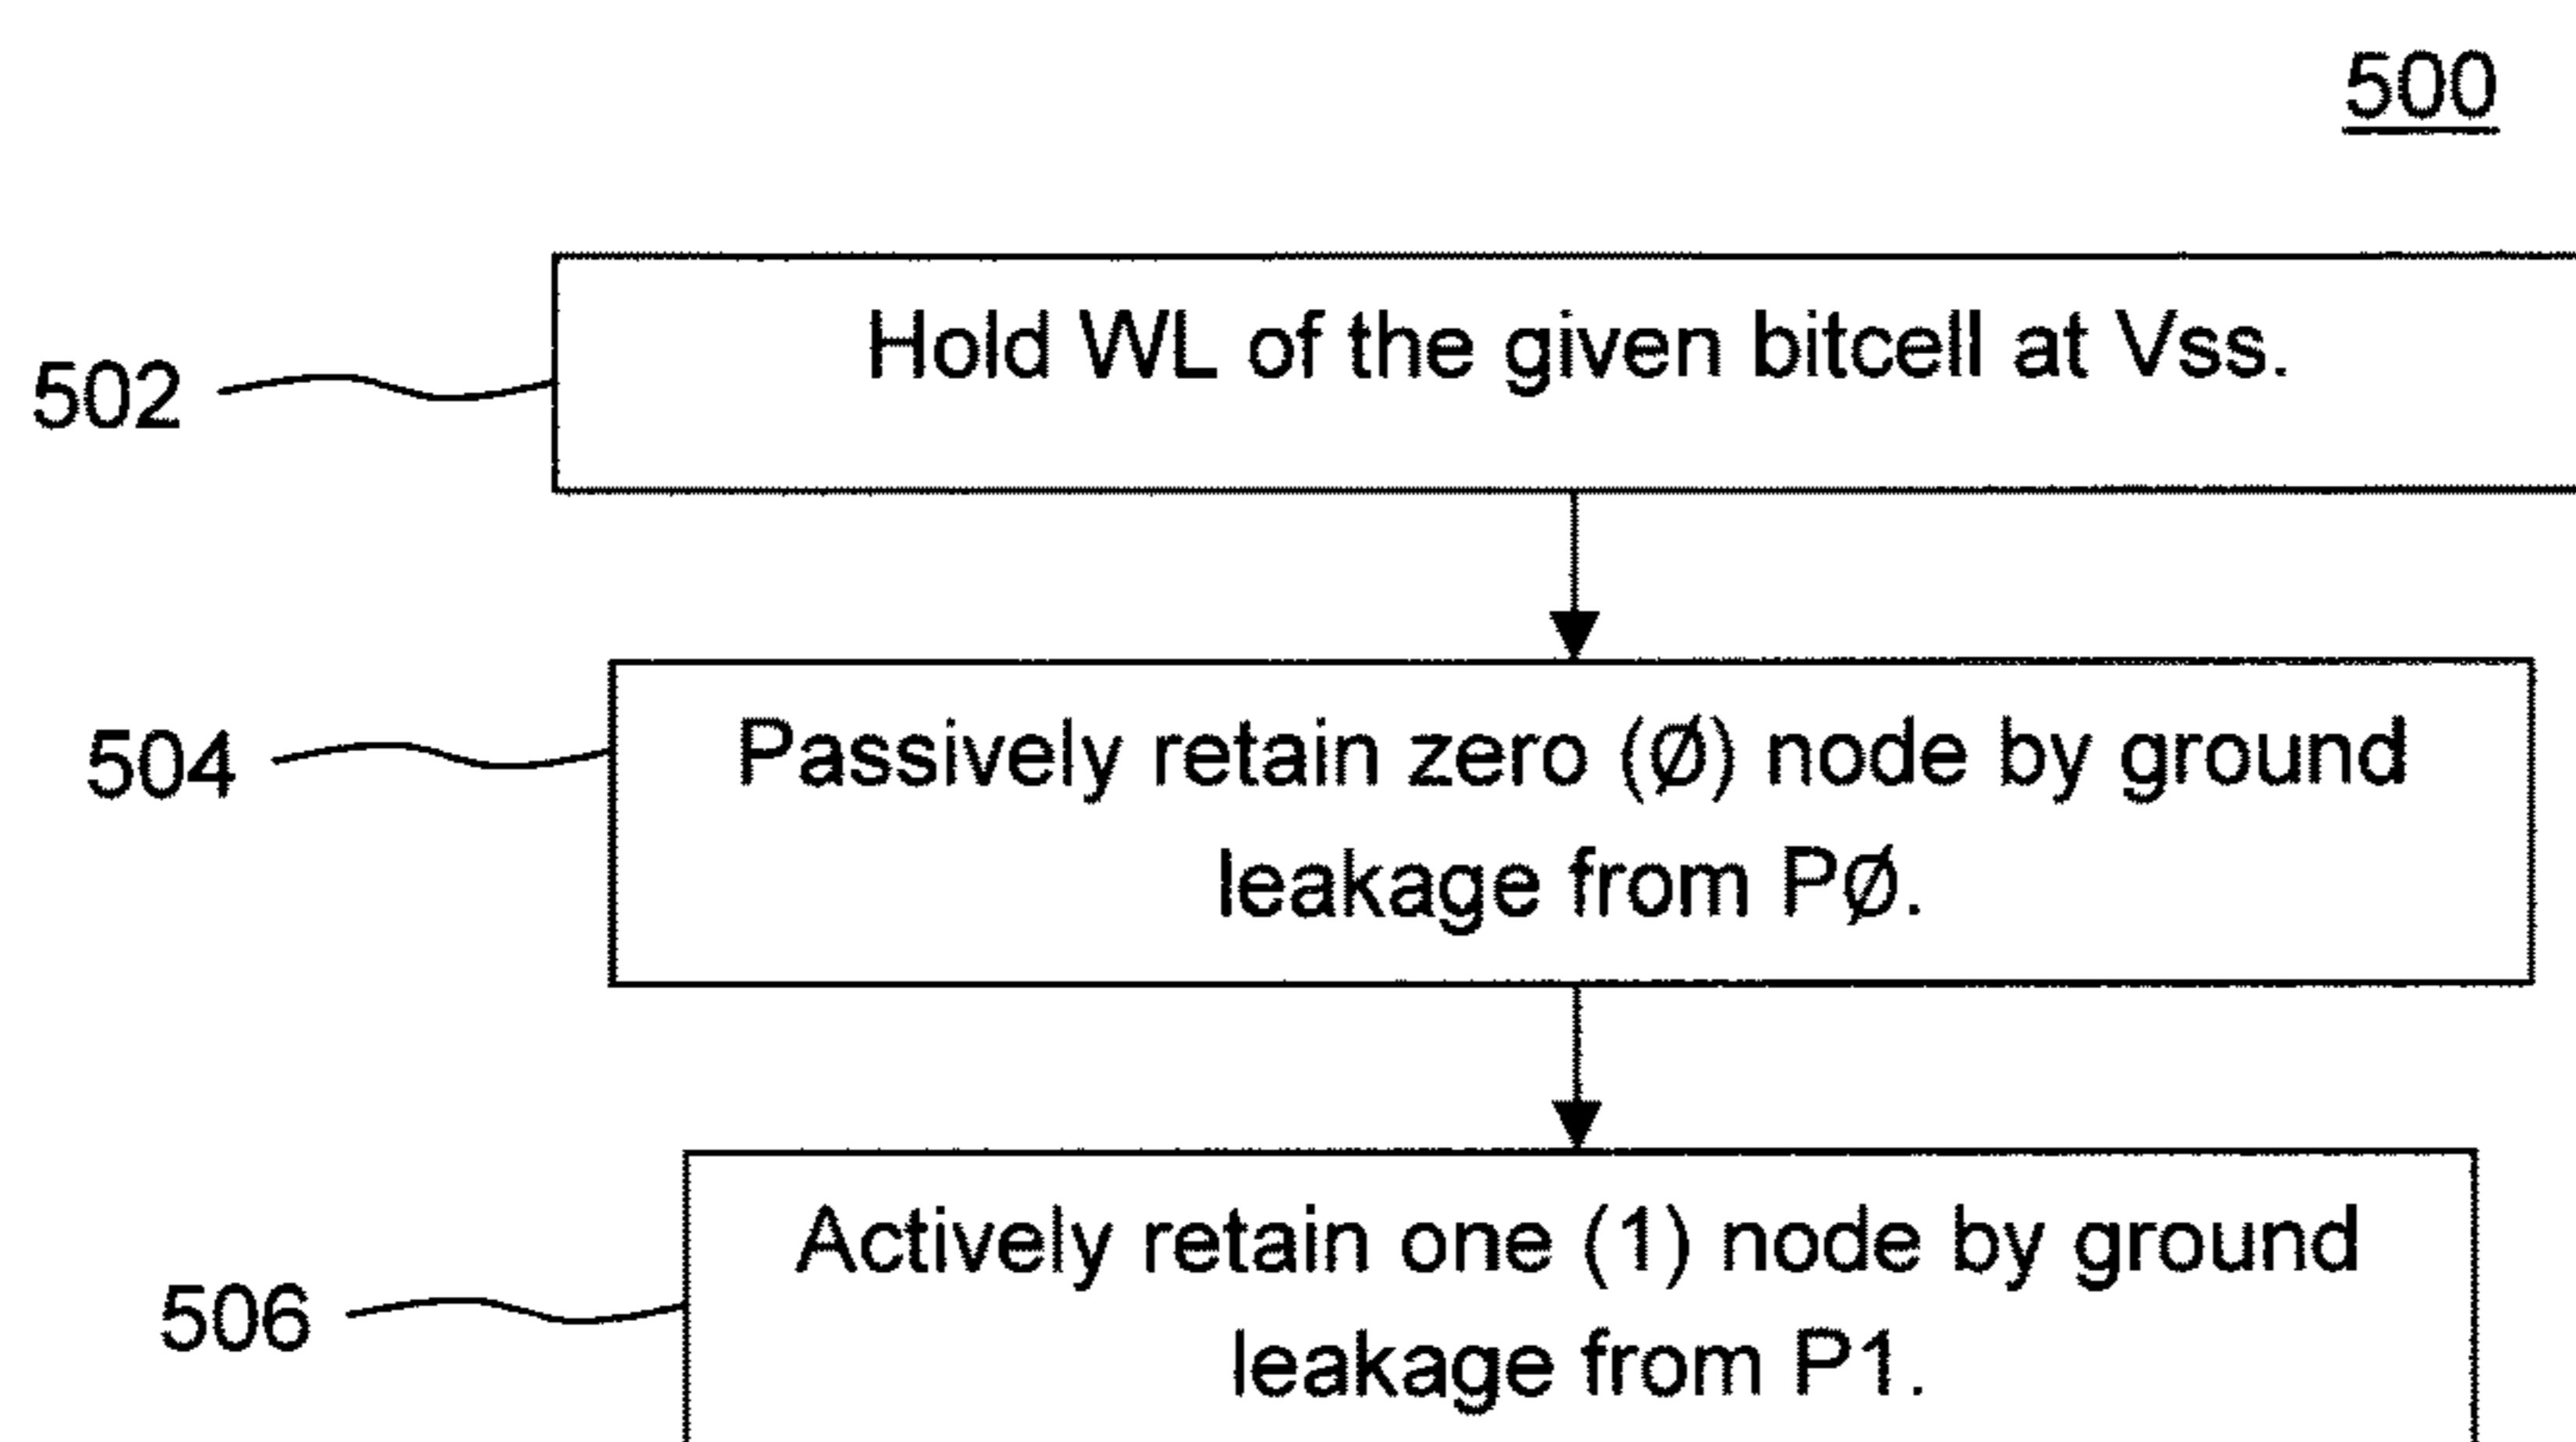 500
502
Hold WL of the given bitcell at Vss.
504
Passively retain zero (Ø) node by ground
leakage from PØ.
506
Actively retain one (1) node by ground
leakage from P1.